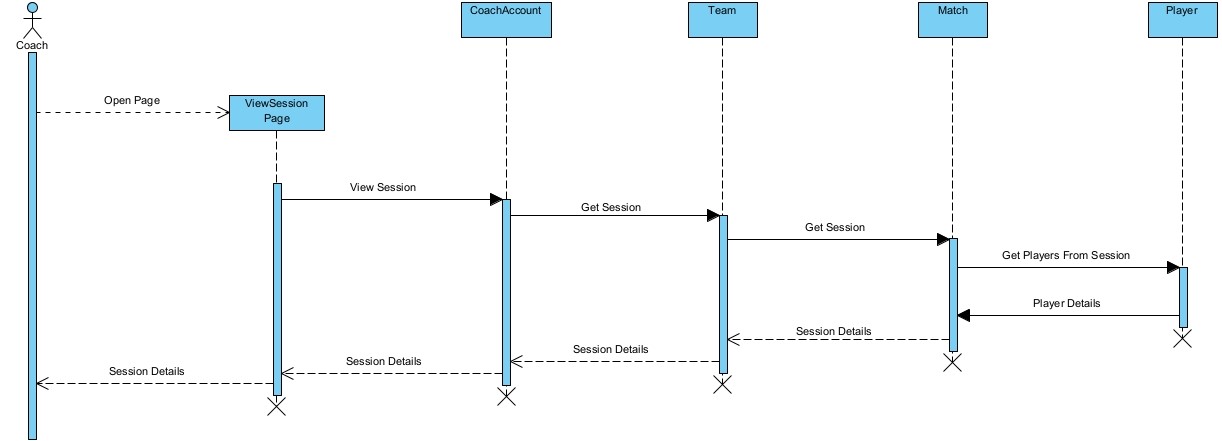 CoachAccount
Team
Match
Player
Coach
Open Page
ViewSession
Page
View Session
Get Session
Get Session
Get Players From Session
Player Details
Session Details
Session Details
Session Details
Session Details